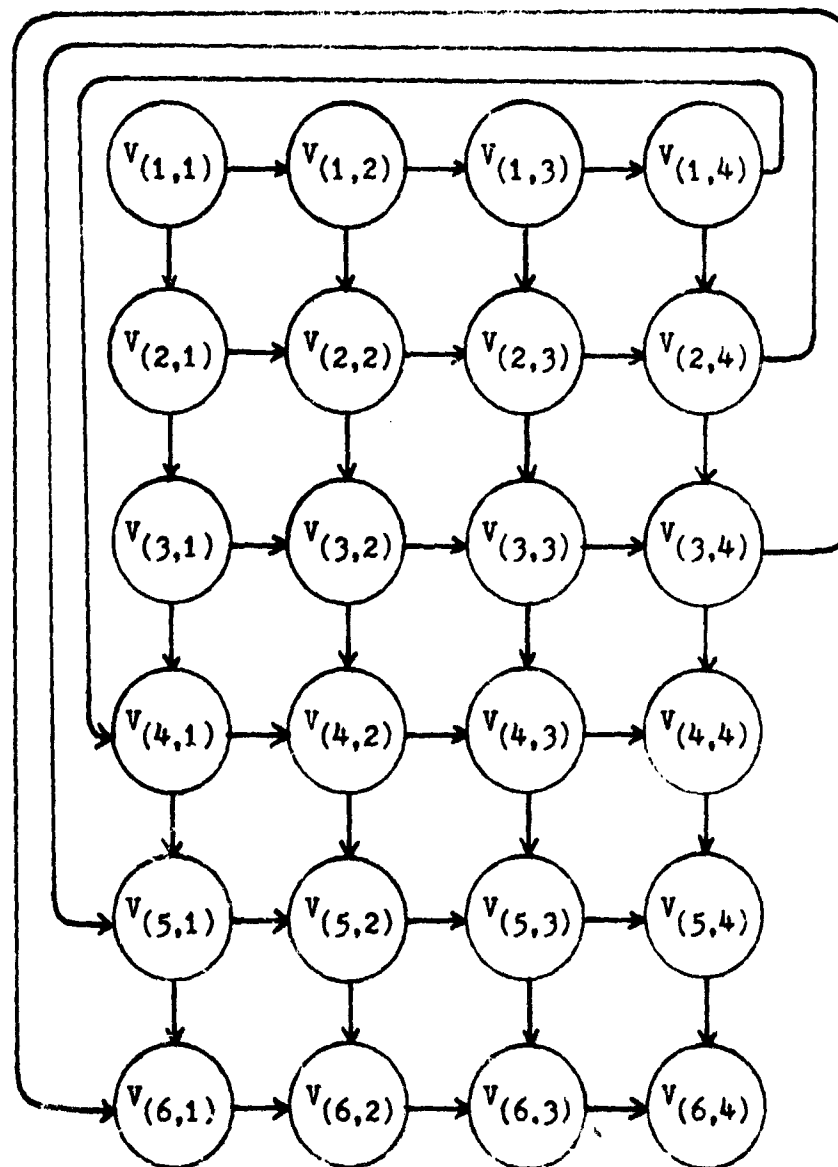 V(1,1) V(1,2) V(1,3) V(1,4)
V(2,1) V(2,2) V(2,3) V(2,4)
V(3,1) V(3,2) V(3,3) V(3,4)
V(4,1) V(4,2) V(4,3) V(4,4)
V(5,1) V(5,2) V(5,3) V(5,4)
V(6,1) V(6,2) V(6,3) V(6,4)